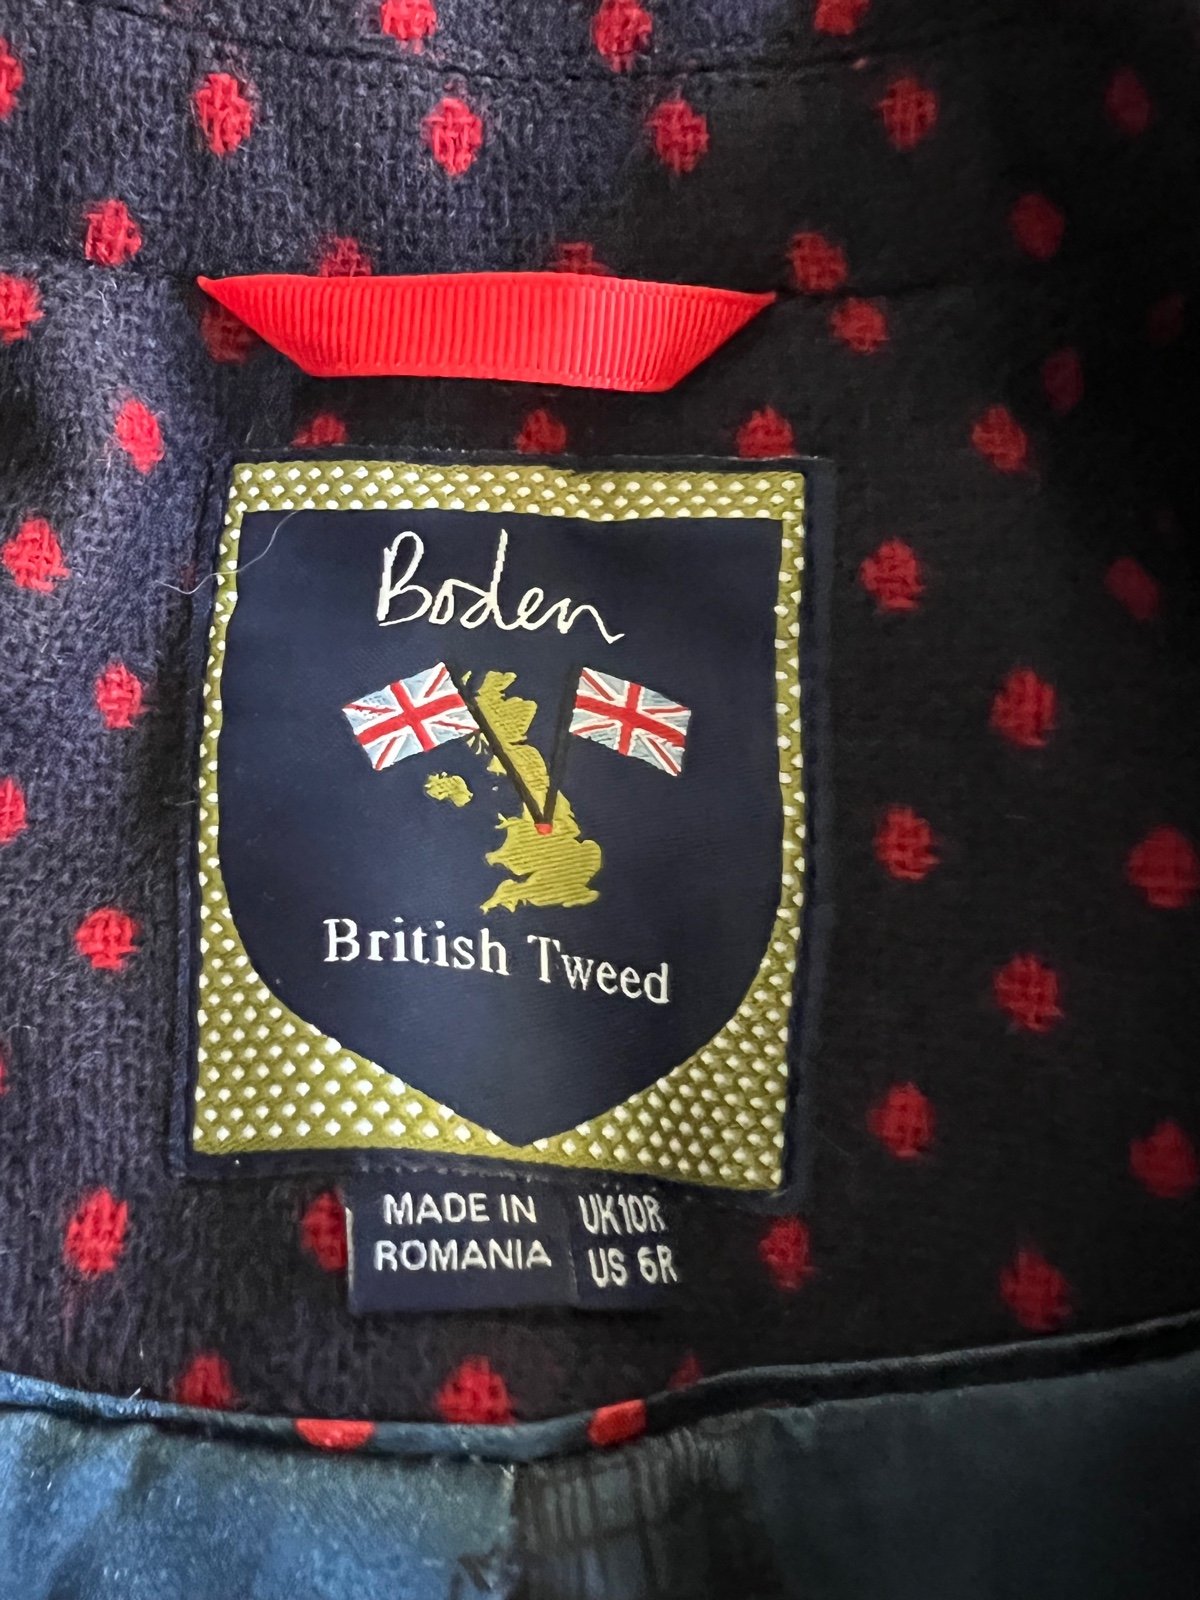 Boden
British Tweed
MADE IN
ROMANIA
UK10R
US 6R